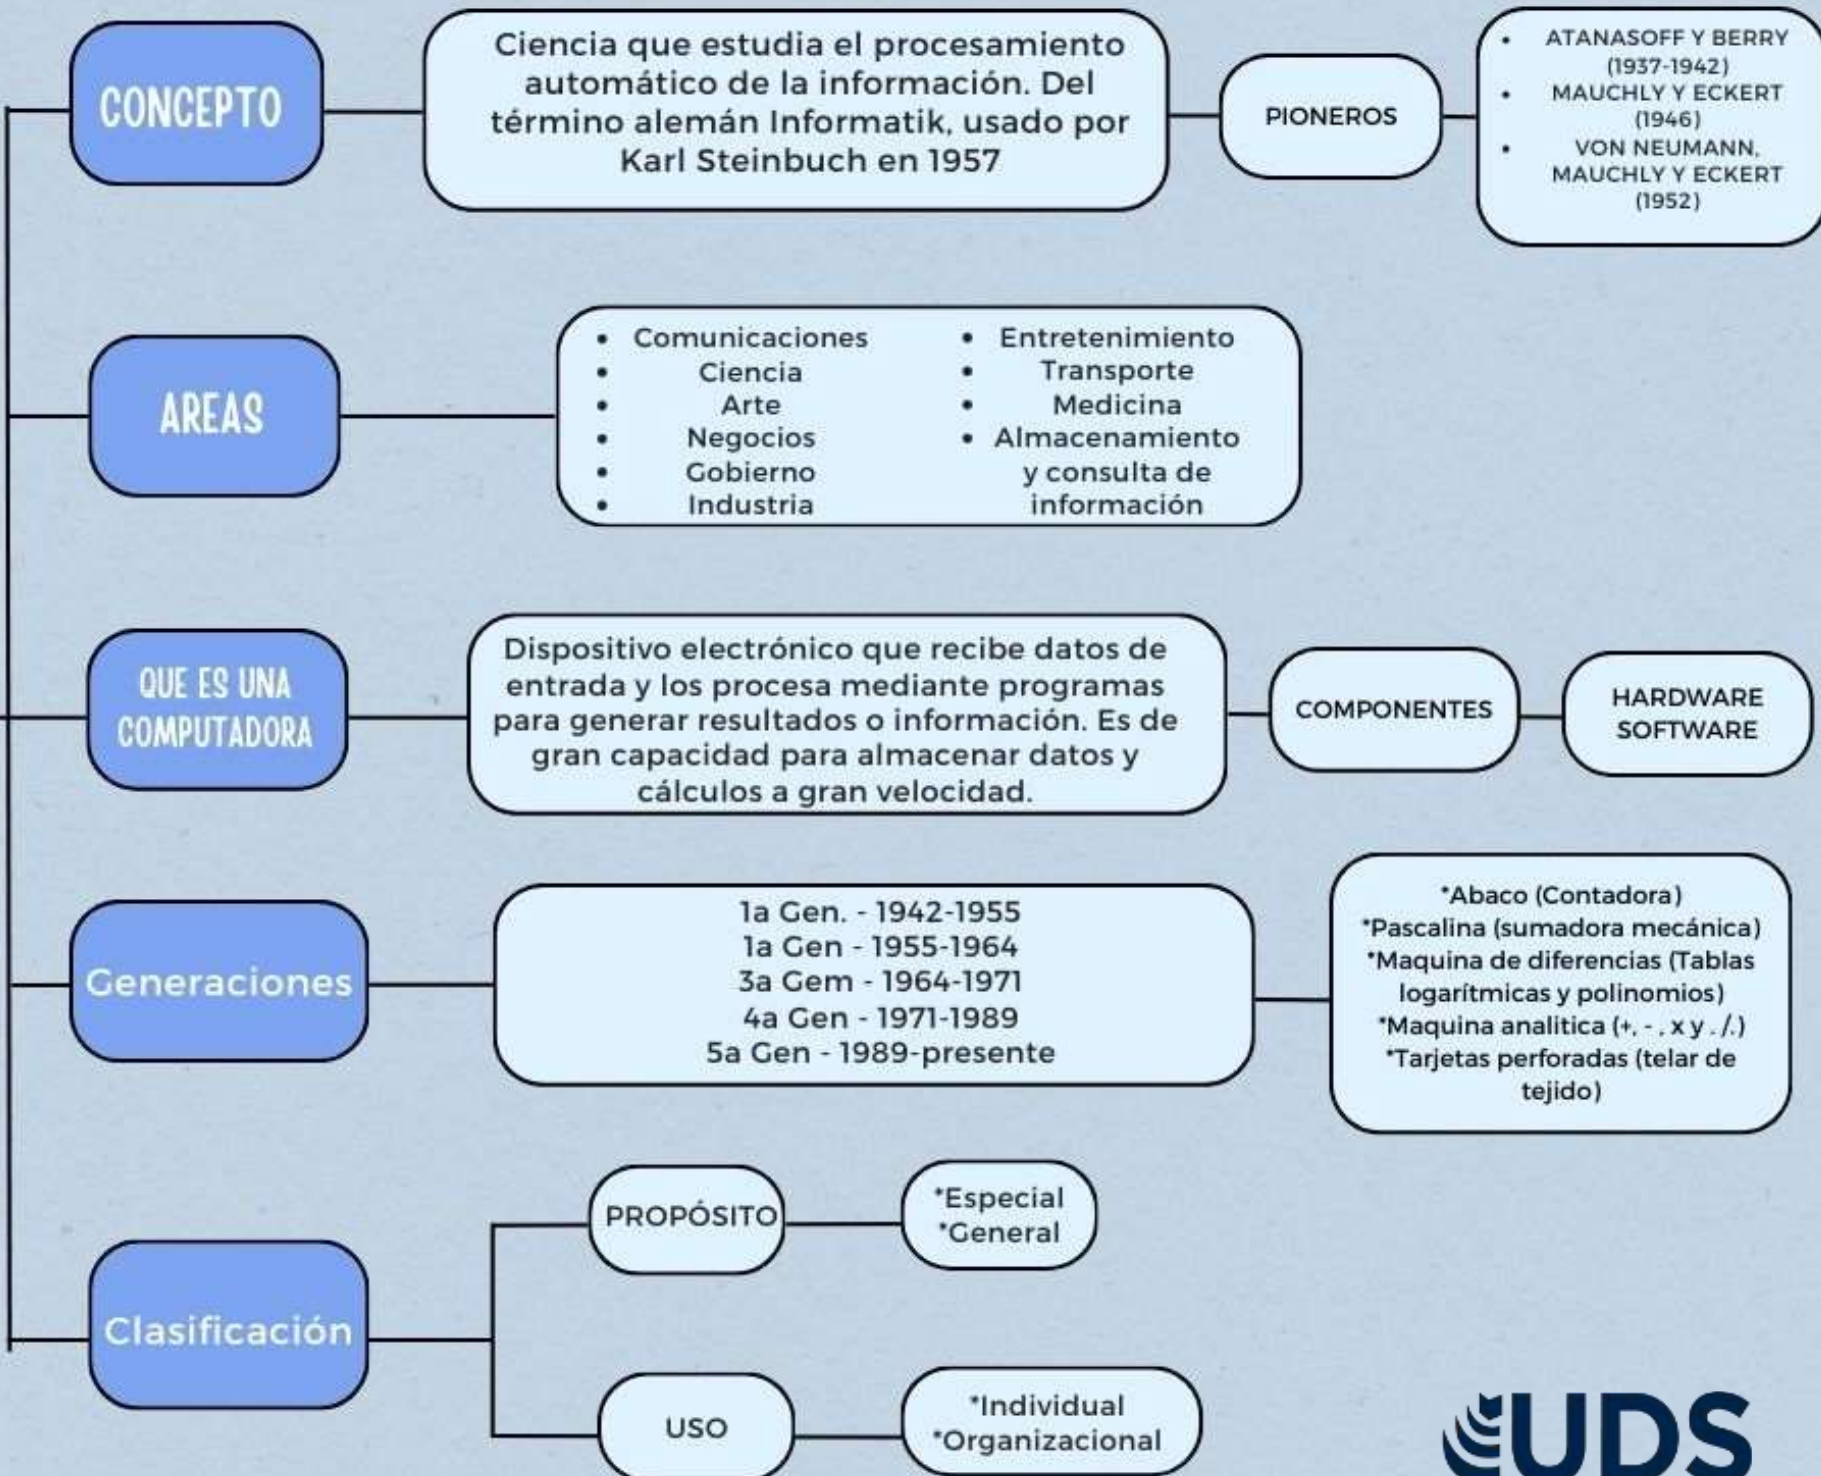 CONCEPTO
Ciencia que estudia el procesamiento
automático de la información. Del
término alemán Informatik, usado por
Karl Steinbuch en 1957
PIONEROS
• ATANASOFF Y BERRY
(1937-1942)
• MAUCHLY Y ECKERT
(1946)
• VON NEUMANN,
MAUCHLY Y ECKERT
(1952)
AREAS
• Comunicaciones
• Ciencia
• Arte
• Negocios
• Gobierno
• Industria
• Entretenimiento
• Transporte
• Medicina
• Almacenamiento
y consulta de
información
QUE ES UNA
COMPUTADORA
Dispositivo electrónico que recibe datos de
entrada y los procesa mediante programas
para generar resultados o información. Es de
gran capacidad para almacenar datos y
cálculos a gran velocidad.
COMPONENTES
HARDWARE
SOFTWARE
Generaciones
1a Gen. - 1942-1955
1a Gen - 1955-1964
3a Gem - 1964-1971
4a Gen - 1971-1989
5a Gen - 1989-presente
*Abaco (Contadora)
*Pascalina (sumadora mecánica)
*Maquina de diferencias (Tablas
logarítmicas y polinomios)
*Maquina analitica (+, - , x y . /.)
*Tarjetas perforadas (telar de
tejido)
Clasificación
PROPÓSITO
*Especial
*General
USO
*Individual
*Organizacional
UDS